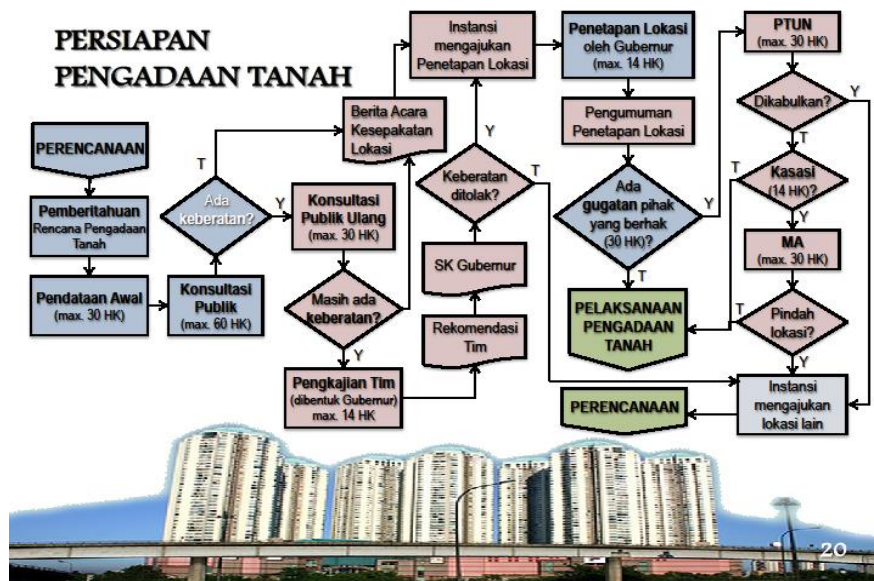 PERSIAPAN
PENGADAAN TANAH
PERENCANAAN
Pemberitahuan
Rencana Pengadaan
Tanah
Pendataan Awal
(max. 30 HK)
Konsultasi
Publik
(max. 60 HK)
Ada
keberatan?
T
Y
Konsultasi
Publik Ulang
(max. 30 HK)
Masih ada
keberatan?
T
Y
Pengkajian Tim
(dibentuk Gubernur)
max. 14 HK
Berita Acara
Kesepakatan
Lokasi
Rekomendasi
Tim
SK Gubernur
Keberatan
ditolak?
Y
T
Instansi
mengajukan
Penetapan Lokasi
Penetapan Lokasi
oleh Gubernur
(max. 14 HK)
Pengumuman
Penetapan Lokasi
Ada
gugatan pihak
yang berhak
(30 HK)?
Y
T
PELAKSANAAN
PENGADAAN
TANAH
PTUN
(max. 30 HK)
Dikabulkan?
Y
T
Kasasi
(14 HK)?
T
Y
MA
(max. 30 HK)
Pindah
lokasi?
T
Y
Instansi
mengajukan
lokasi lain
PERENCANAAN
20